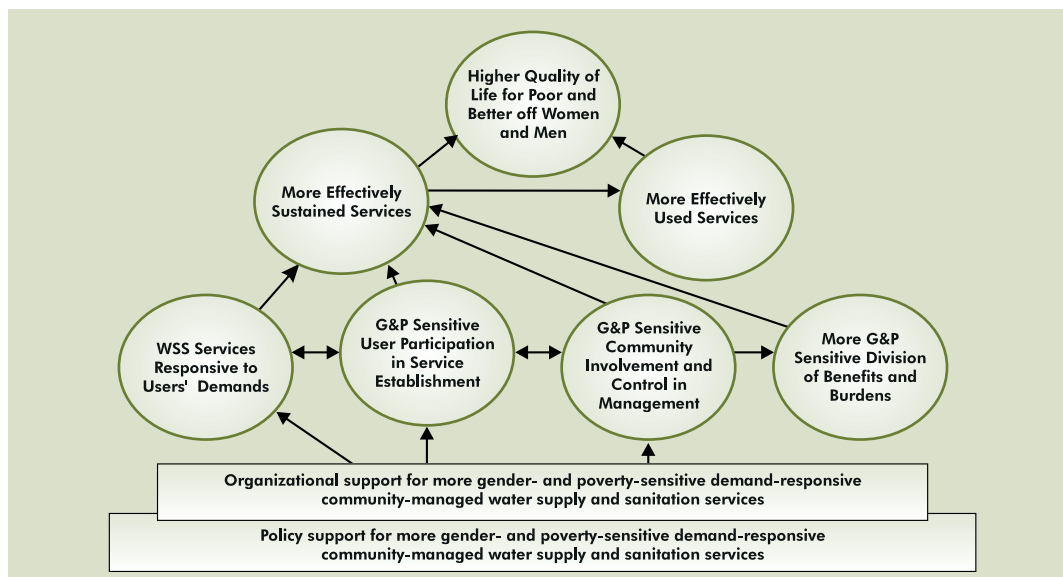 Higher Quality of
Life for Poor and
Better off Women
and Men
More Effectively
Sustained Services
More Effectively
Used Services
WSS Services
Responsive to
Users' Demands
G&P Sensitive
User Participation
in Service
Establishment
G&P Sensitive
Community
Involvement and
Control in
Management
More G&P
Sensitive Division
of Benefits and
Burdens
Organizational support for more gender- and poverty-sensitive demand-responsive
community-managed water supply and sanitation services
Policy support for more gender- and poverty-sensitive demand-responsive
community-managed water supply and sanitation services